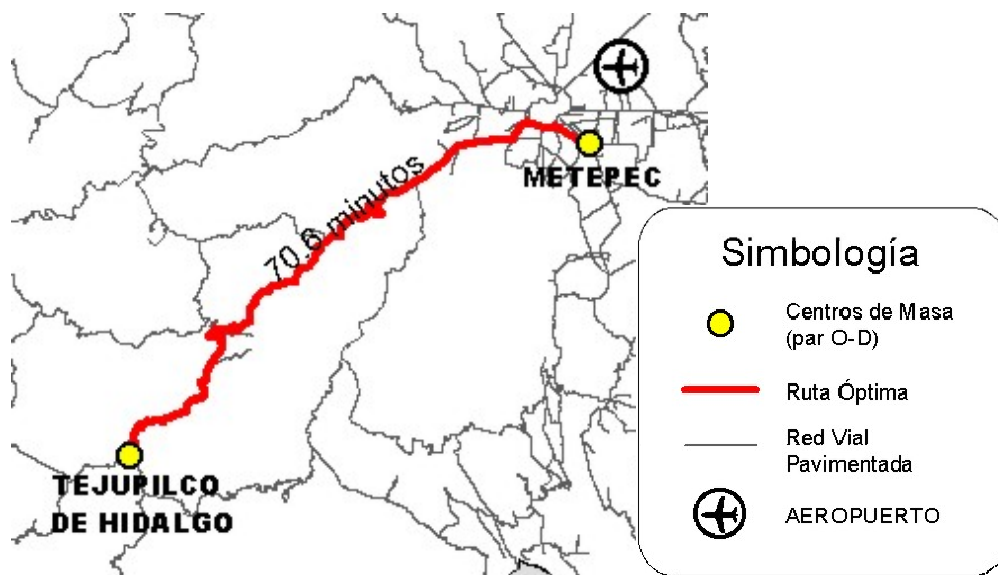 METEPEC
70.6 minutos
TEJUPILCO
DE HIDALGO
Simbología
Centros de Masa
(par O-D)
Ruta Óptima
Red Vial
Pavimentada
AEROPUERTO